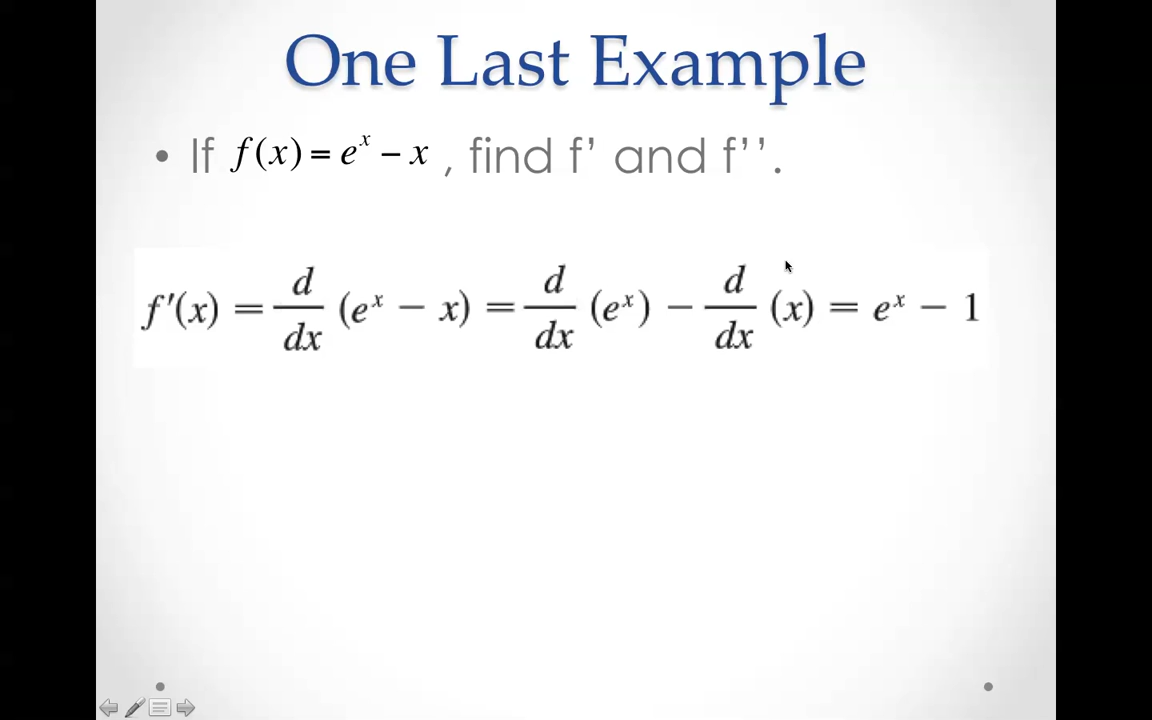 One Last Example
• If f(x) = e^x − x , find f' and f''.
f'(x) = d/dx (e^x − x) = d/dx (e^x) − d/dx (x) = e^x − 1